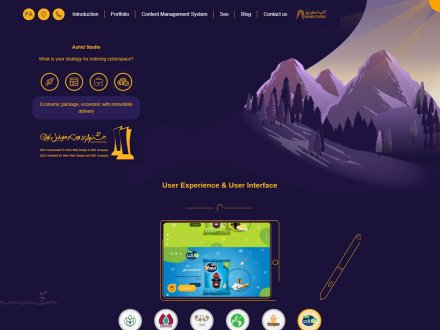 FA
Introduction
Portfolio
Content Management System
Seo
Blog
Contact us
ASHID STUDIO
Ashid Studio
What is your strategy for entering cyberspace?
Economic package, economic with immediate
delivery
2021 Nominated for best Web Design & SEO company
2022 Awarded for best Web Design and SEO company
User Experience & User Interface